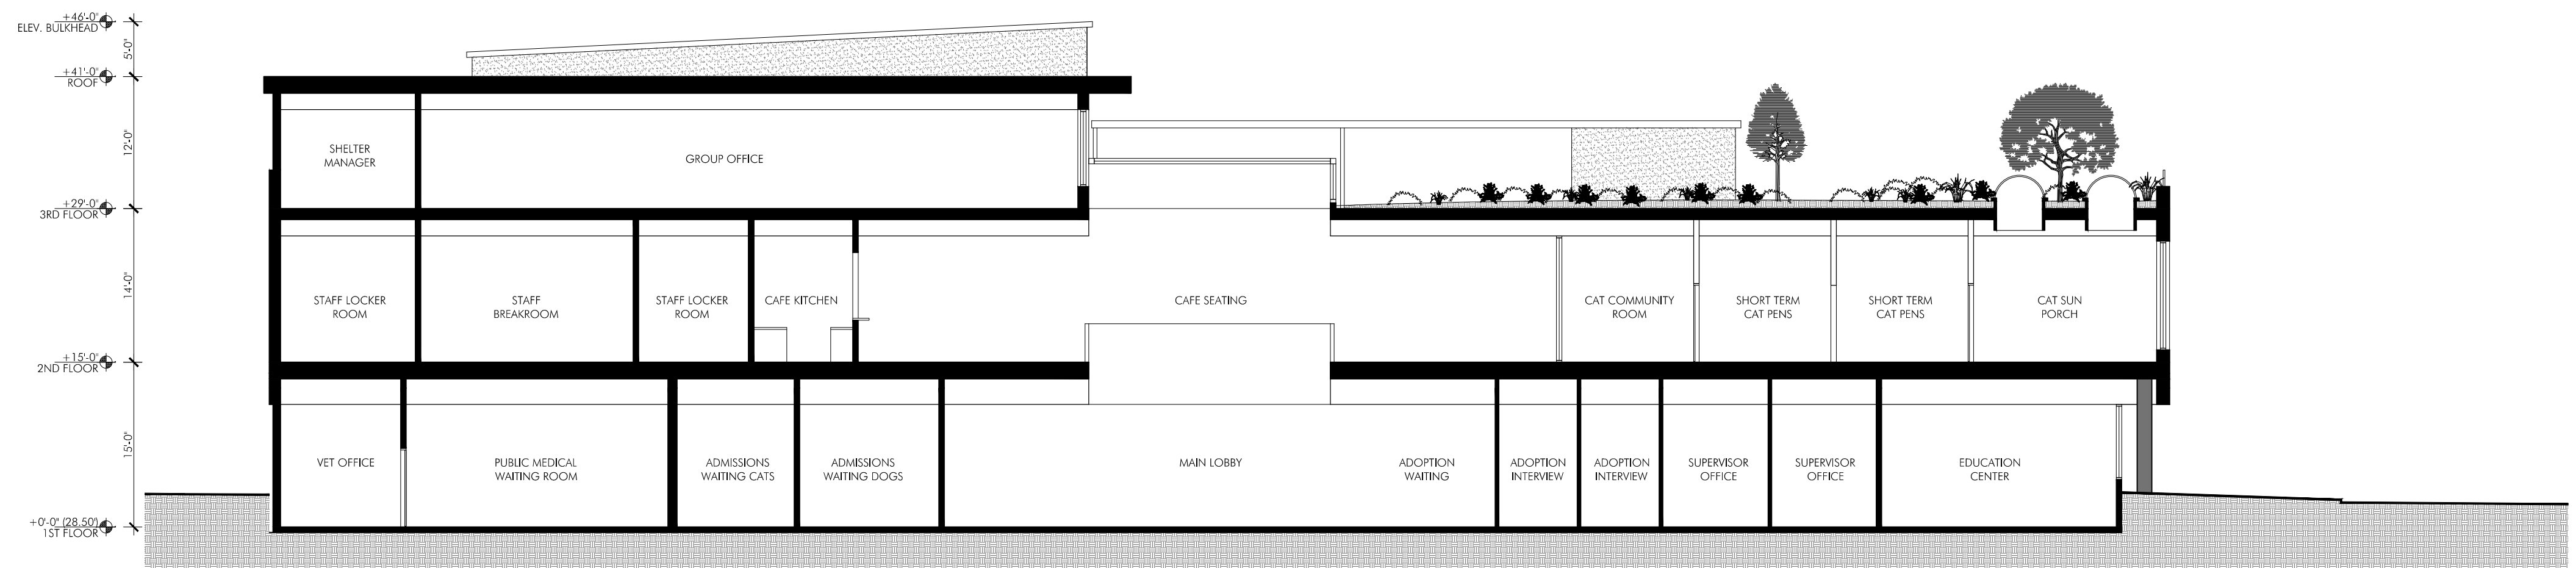 +46'-0"
ELEV. BULKHEAD
5'-0"
+41'-0"
ROOF
12'-0"
SHELTER
MANAGER
GROUP OFFICE
+29'-0"
3RD FLOOR
14'-0"
STAFF LOCKER
ROOM
STAFF
BREAKROOM
STAFF LOCKER
ROOM
CAFE KITCHEN
CAFE SEATING
CAT COMMUNITY
ROOM
SHORT TERM
CAT PENS
SHORT TERM
CAT PENS
CAT SUN
PORCH
+15'-0"
2ND FLOOR
15'-0"
VET OFFICE
PUBLIC MEDICAL
WAITING ROOM
ADMISSIONS
WAITING CATS
ADMISSIONS
WAITING DOGS
MAIN LOBBY
ADOPTION
WAITING
ADOPTION
INTERVIEW
ADOPTION
INTERVIEW
SUPERVISOR
OFFICE
SUPERVISOR
OFFICE
EDUCATION
CENTER
+0'-0" (28.50')
1ST FLOOR